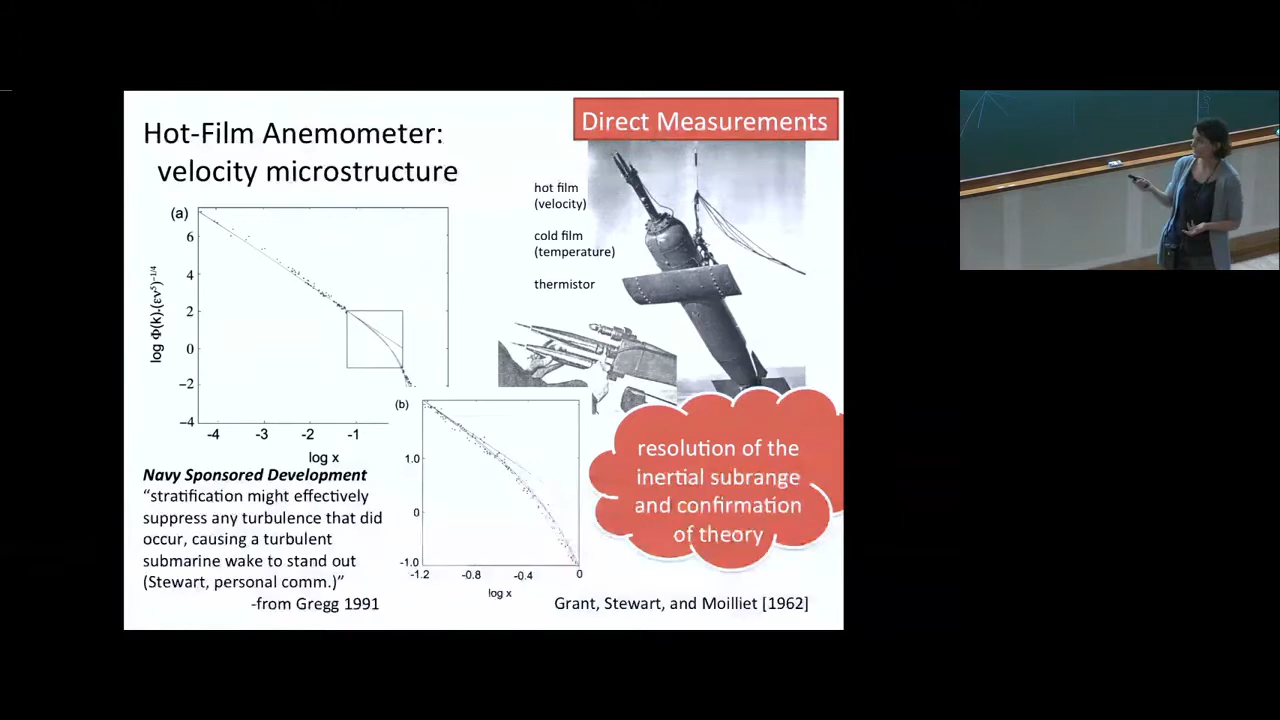 Hot-Film Anemometer:
velocity microstructure
Direct Measurements
hot film
(velocity)
cold film
(temperature)
thermistor
(a)
6
4
2
0
−2
−4
log Φ(k).(εν⁵)⁻¹/⁴
-4
-3
-2
-1
log x
(b)
1.0
0
-1.0
-1.2
-0.8
-0.4
0
log x
Navy Sponsored Development
“stratification might effectively
suppress any turbulence that did
occur, causing a turbulent
submarine wake to stand out
(Stewart, personal comm.)”
-from Gregg 1991
resolution of the
inertial subrange
and confirmation
of theory
Grant, Stewart, and Moilliet [1962]